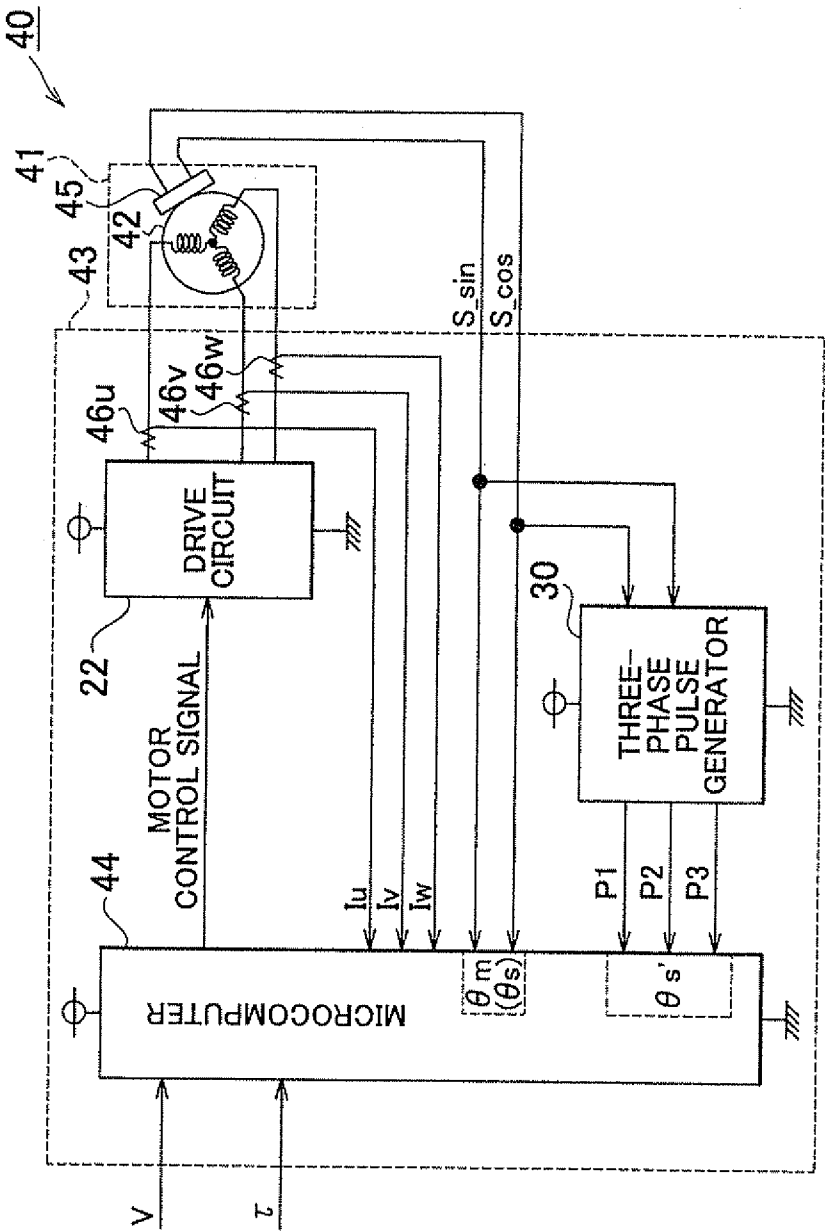 40
43
41
45
42
46u
46v
46w
DRIVE
CIRCUIT
22
MOTOR
CONTROL SIGNAL
44
MICROCOMPUTER
V
τ
Iu
Iv
Iw
S_sin
S_cos
θm
(θs)
30
THREE-
PHASE
PULSE
GENERATOR
P1
P2
P3
θs'